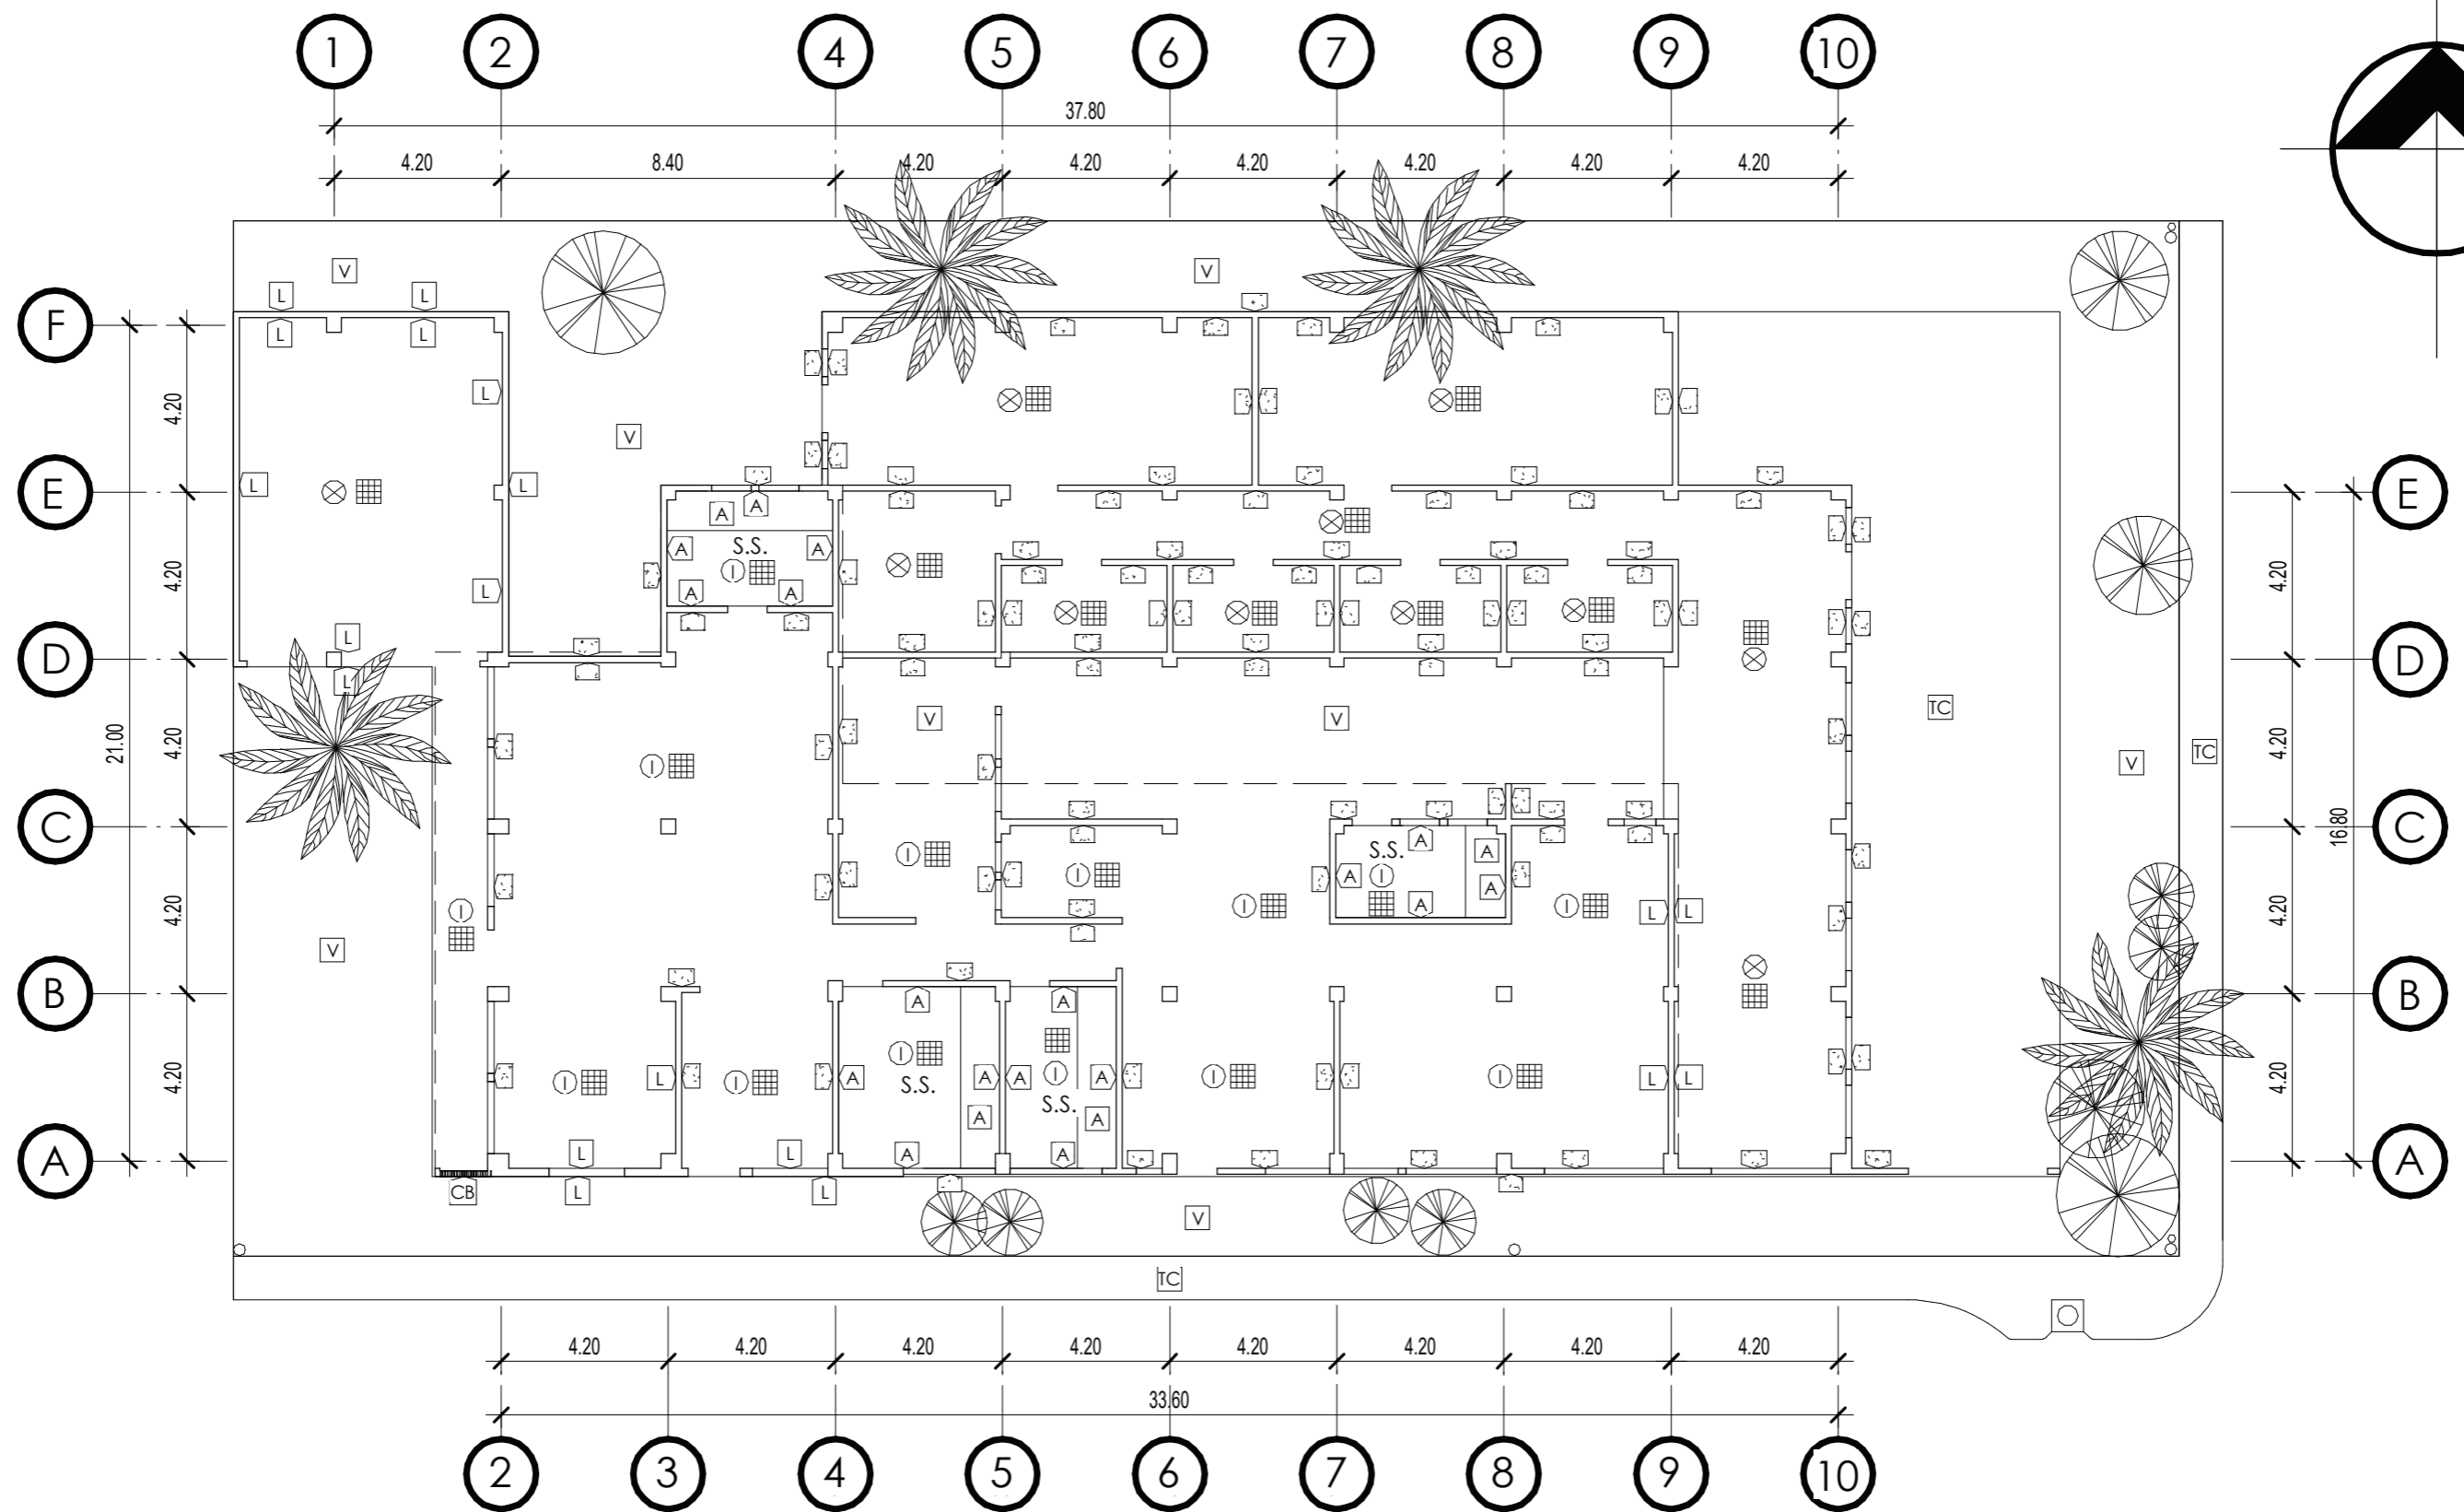 1 2 4 5 6 7 8 9 10
37.80
4.20 8.40 4.20 4.20 4.20 4.20 4.20 4.20
V V
L L
F
L L
L
4.20
V
E L L E
A A
S.S.
A A
I
4.20 4.20
L A A
L
D D
L
21.00 V V TC
4.20 I 4.20
V TC
C C
16.80
A
S.S. A
I I A I
4.20 I I I L L 4.20
A A
V
B B
A A
4.20 I 4.20
I I L I A A A A I I L L
S.S. S.S.
A A
L L A A
A A
CB L L
V
TC
4.20 4.20 4.20 4.20 4.20 4.20 4.20 4.20
33.60
2 3 4 5 6 7 8 9 10